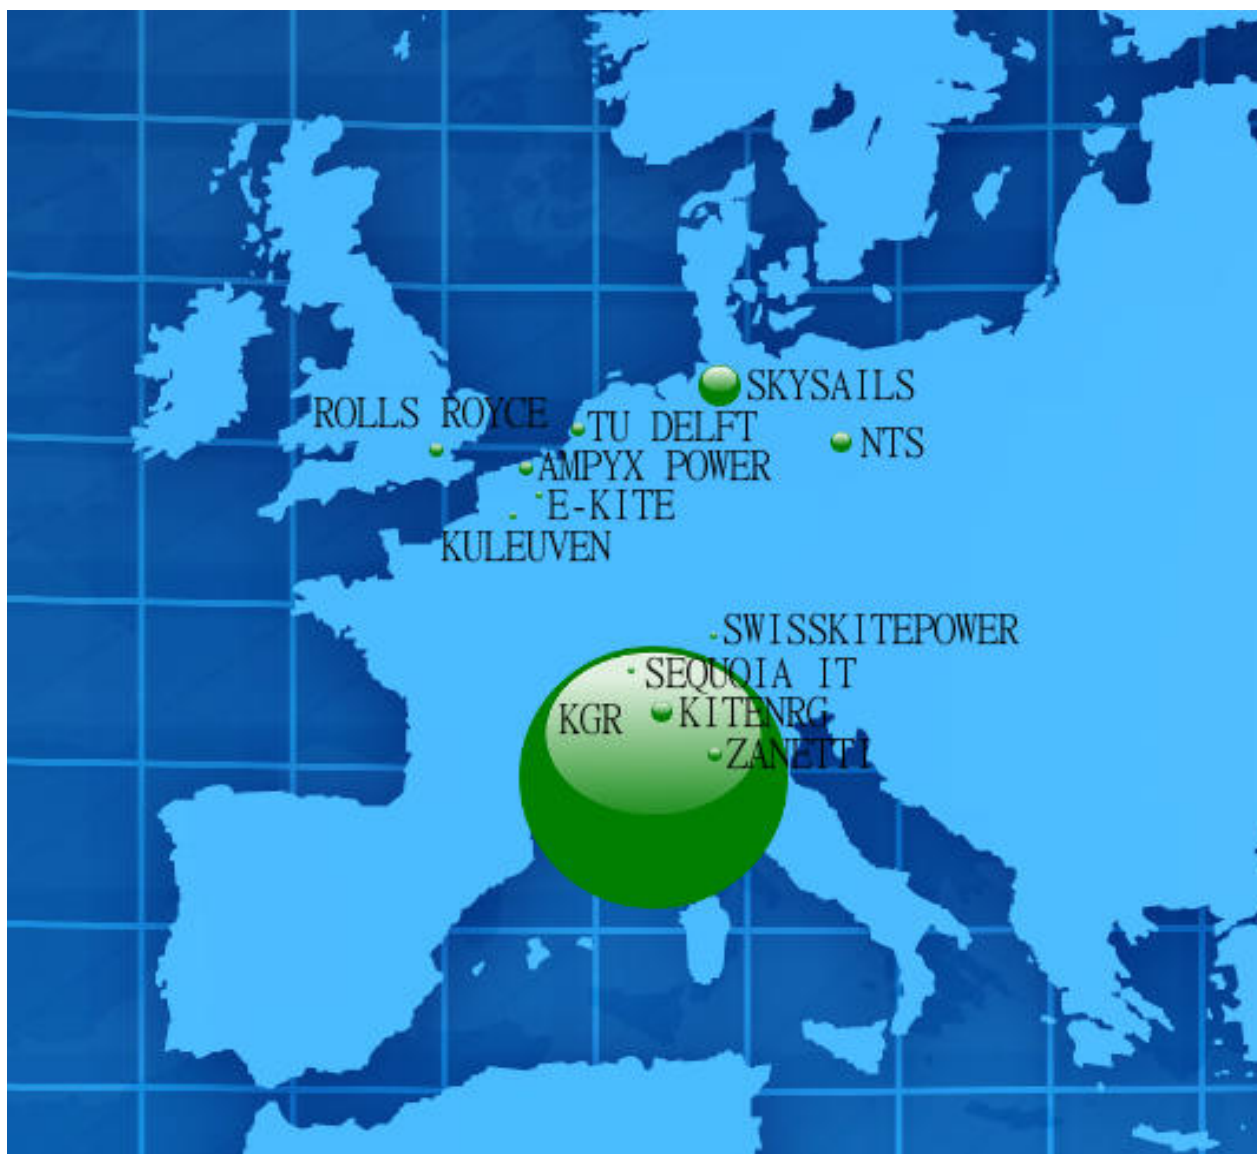 SKYSAILS
ROLLS ROYCE
TU DELFT
NTS
AMPYX POWER
E-KITE
KULEUVEN
SWISSKITEPOWER
SEQUOIA IT
KGR
KITENRG
ZANETTI